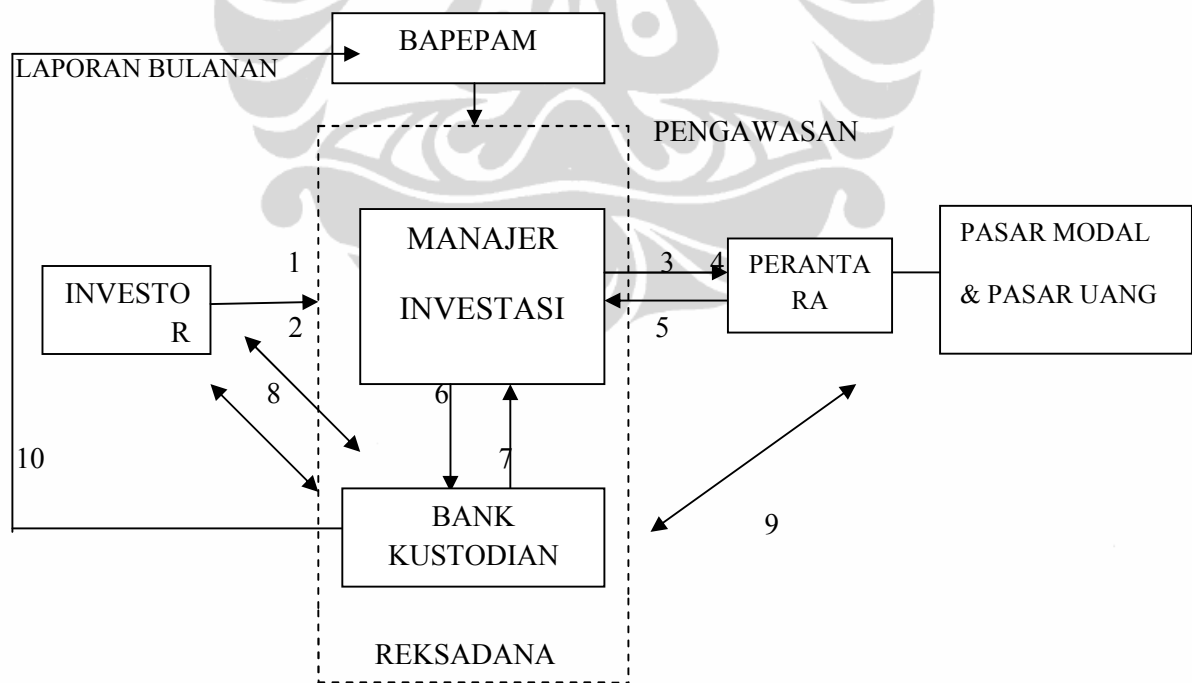 BAPEPAM
LAPORAN BULANAN
PENGAWASAN
MANAJER
INVESTASI
1
2
INVESTO
R
3 4
5
PERANTA
RA
PASAR MODAL
& PASAR UANG
8
6
7
10
BANK
KUSTODIAN
9
REKSADANA